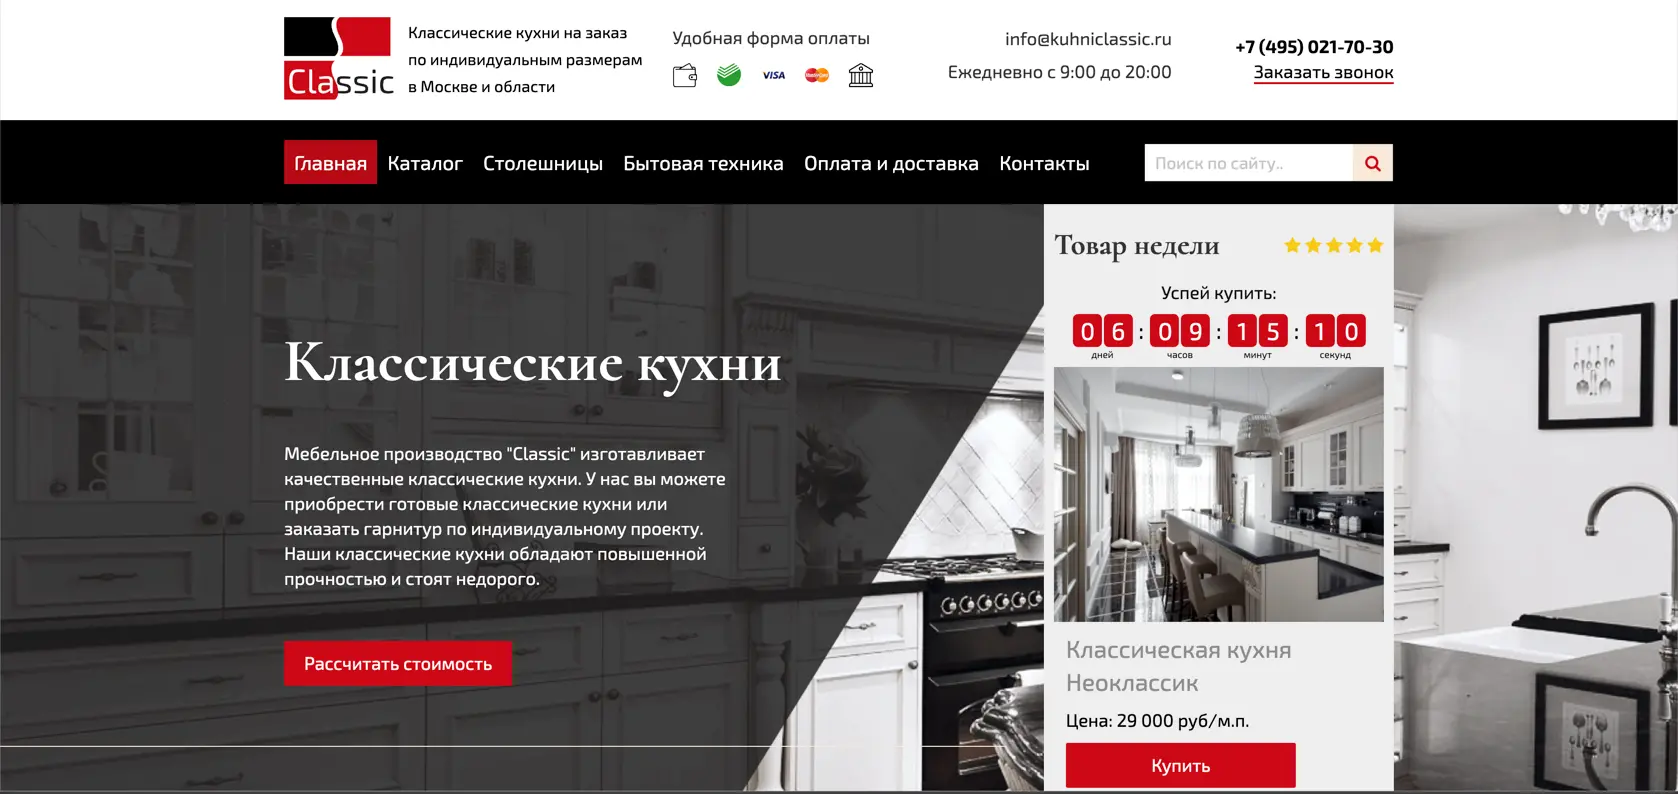 Classic
Классические кухни на заказ
по индивидуальным размерам
в Москве и области
Удобная форма оплаты
VISA
MasterCard
info@kuhniclassic.ru
Ежедневно с 9:00 до 20:00
+7 (495) 021-70-30
Заказать звонок
Главная Каталог Столешницы Бытовая техника Оплата и доставка Контакты
Поиск по сайту..
Классические кухни
Мебельное производство "Classic" изготавливает
качественные классические кухни. У нас вы можете
приобрести готовые классические кухни или
заказать гарнитур по индивидуальному проекту.
Наши классические кухни обладают повышенной
прочностью и стоят недорого.
Рассчитать стоимость
Товар недели
Успей купить:
06 : 09 : 15 : 10
дней часов минут секунд
Классическая кухня
Неоклассик
Цена: 29 000 руб/м.п.
Купить